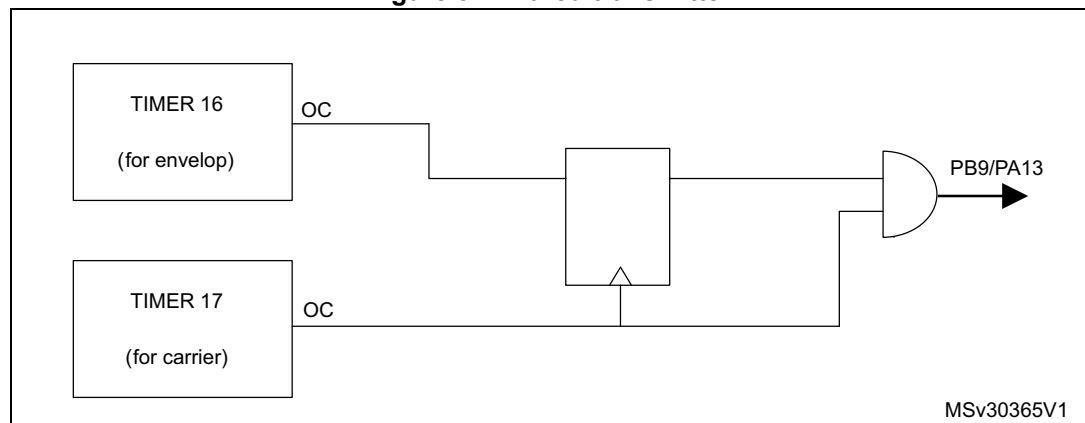 TIMER 16
(for envelop)
OC
PB9/PA13
TIMER 17
(for carrier)
OC
MSv30365V1